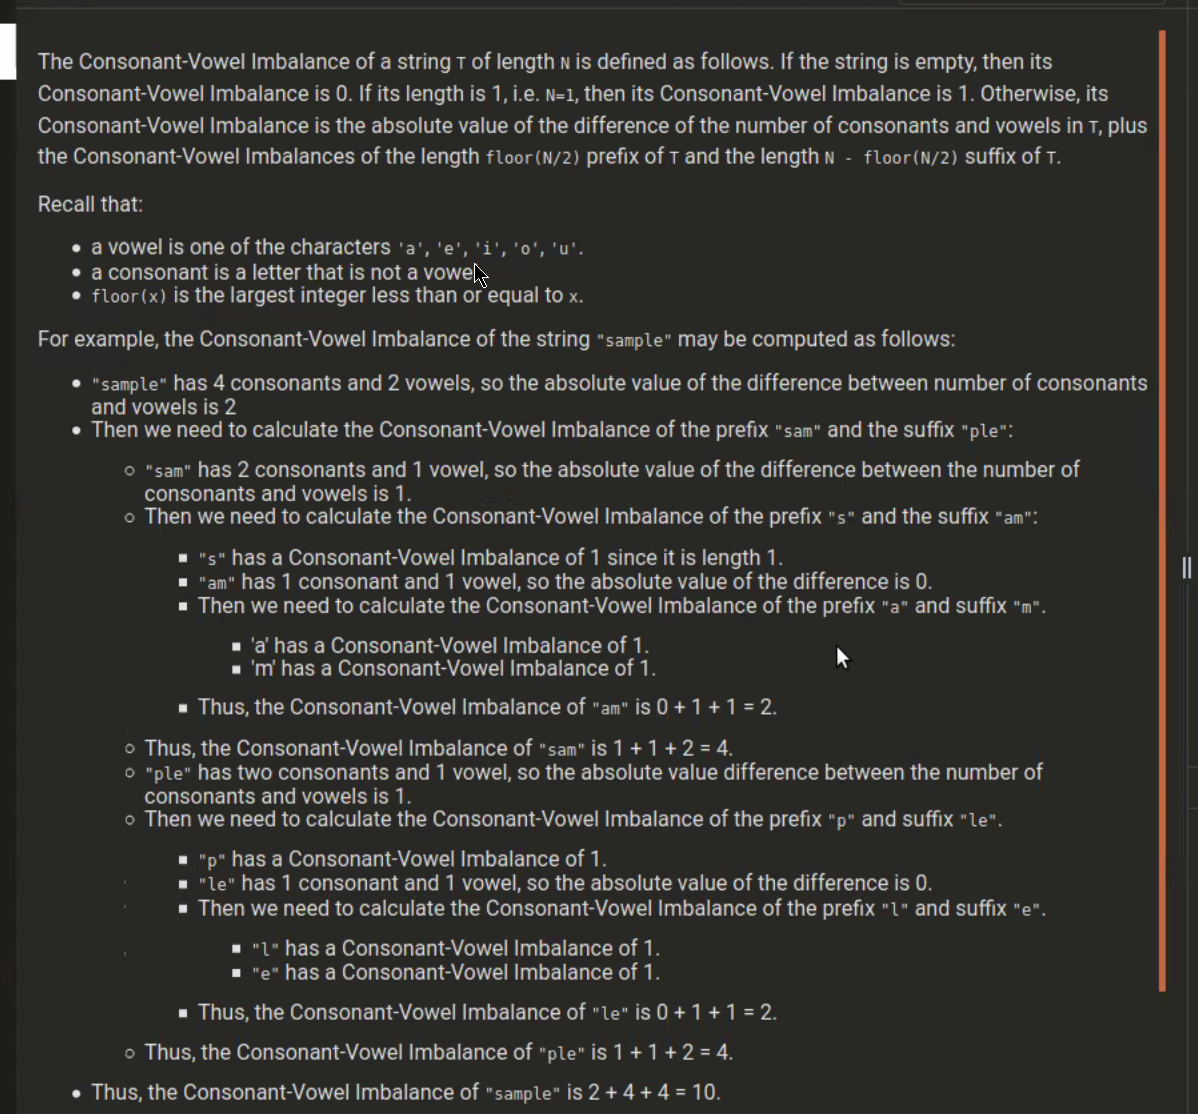 The Consonant-Vowel Imbalance of a string T of length N is defined as follows. If the string is empty, then its
Consonant-Vowel Imbalance is 0. If its length is 1, i.e. N=1, then its Consonant-Vowel Imbalance is 1. Otherwise, its
Consonant-Vowel Imbalance is the absolute value of the difference of the number of consonants and vowels in T, plus
the Consonant-Vowel Imbalances of the length floor(N/2) prefix of T and the length N - floor(N/2) suffix of T.
Recall that:
• a vowel is one of the characters 'a', 'e', 'i', 'o', 'u'.
• a consonant is a letter that is not a vowel
• floor(x) is the largest integer less than or equal to x.
For example, the Consonant-Vowel Imbalance of the string "sample" may be computed as follows:
• "sample" has 4 consonants and 2 vowels, so the absolute value of the difference between number of consonants
and vowels is 2
• Then we need to calculate the Consonant-Vowel Imbalance of the prefix "sam" and the suffix "ple":
○ "sam" has 2 consonants and 1 vowel, so the absolute value of the difference between the number of
consonants and vowels is 1.
○ Then we need to calculate the Consonant-Vowel Imbalance of the prefix "s" and the suffix "am":
▪ "s" has a Consonant-Vowel Imbalance of 1 since it is length 1.
▪ "am" has 1 consonant and 1 vowel, so the absolute value of the difference is 0.
▪ Then we need to calculate the Consonant-Vowel Imbalance of the prefix "a" and suffix "m".
▪ 'a' has a Consonant-Vowel Imbalance of 1.
▪ 'm' has a Consonant-Vowel Imbalance of 1.
▪ Thus, the Consonant-Vowel Imbalance of "am" is 0 + 1 + 1 = 2.
○ Thus, the Consonant-Vowel Imbalance of "sam" is 1 + 1 + 2 = 4.
○ "ple" has two consonants and 1 vowel, so the absolute value difference between the number of
consonants and vowels is 1.
○ Then we need to calculate the Consonant-Vowel Imbalance of the prefix "p" and suffix "le".
▪ "p" has a Consonant-Vowel Imbalance of 1.
▪ "le" has 1 consonant and 1 vowel, so the absolute value of the difference is 0.
▪ Then we need to calculate the Consonant-Vowel Imbalance of the prefix "l" and suffix "e".
▪ "l" has a Consonant-Vowel Imbalance of 1.
▪ "e" has a Consonant-Vowel Imbalance of 1.
▪ Thus, the Consonant-Vowel Imbalance of "le" is 0 + 1 + 1 = 2.
○ Thus, the Consonant-Vowel Imbalance of "ple" is 1 + 1 + 2 = 4.
• Thus, the Consonant-Vowel Imbalance of "sample" is 2 + 4 + 4 = 10.